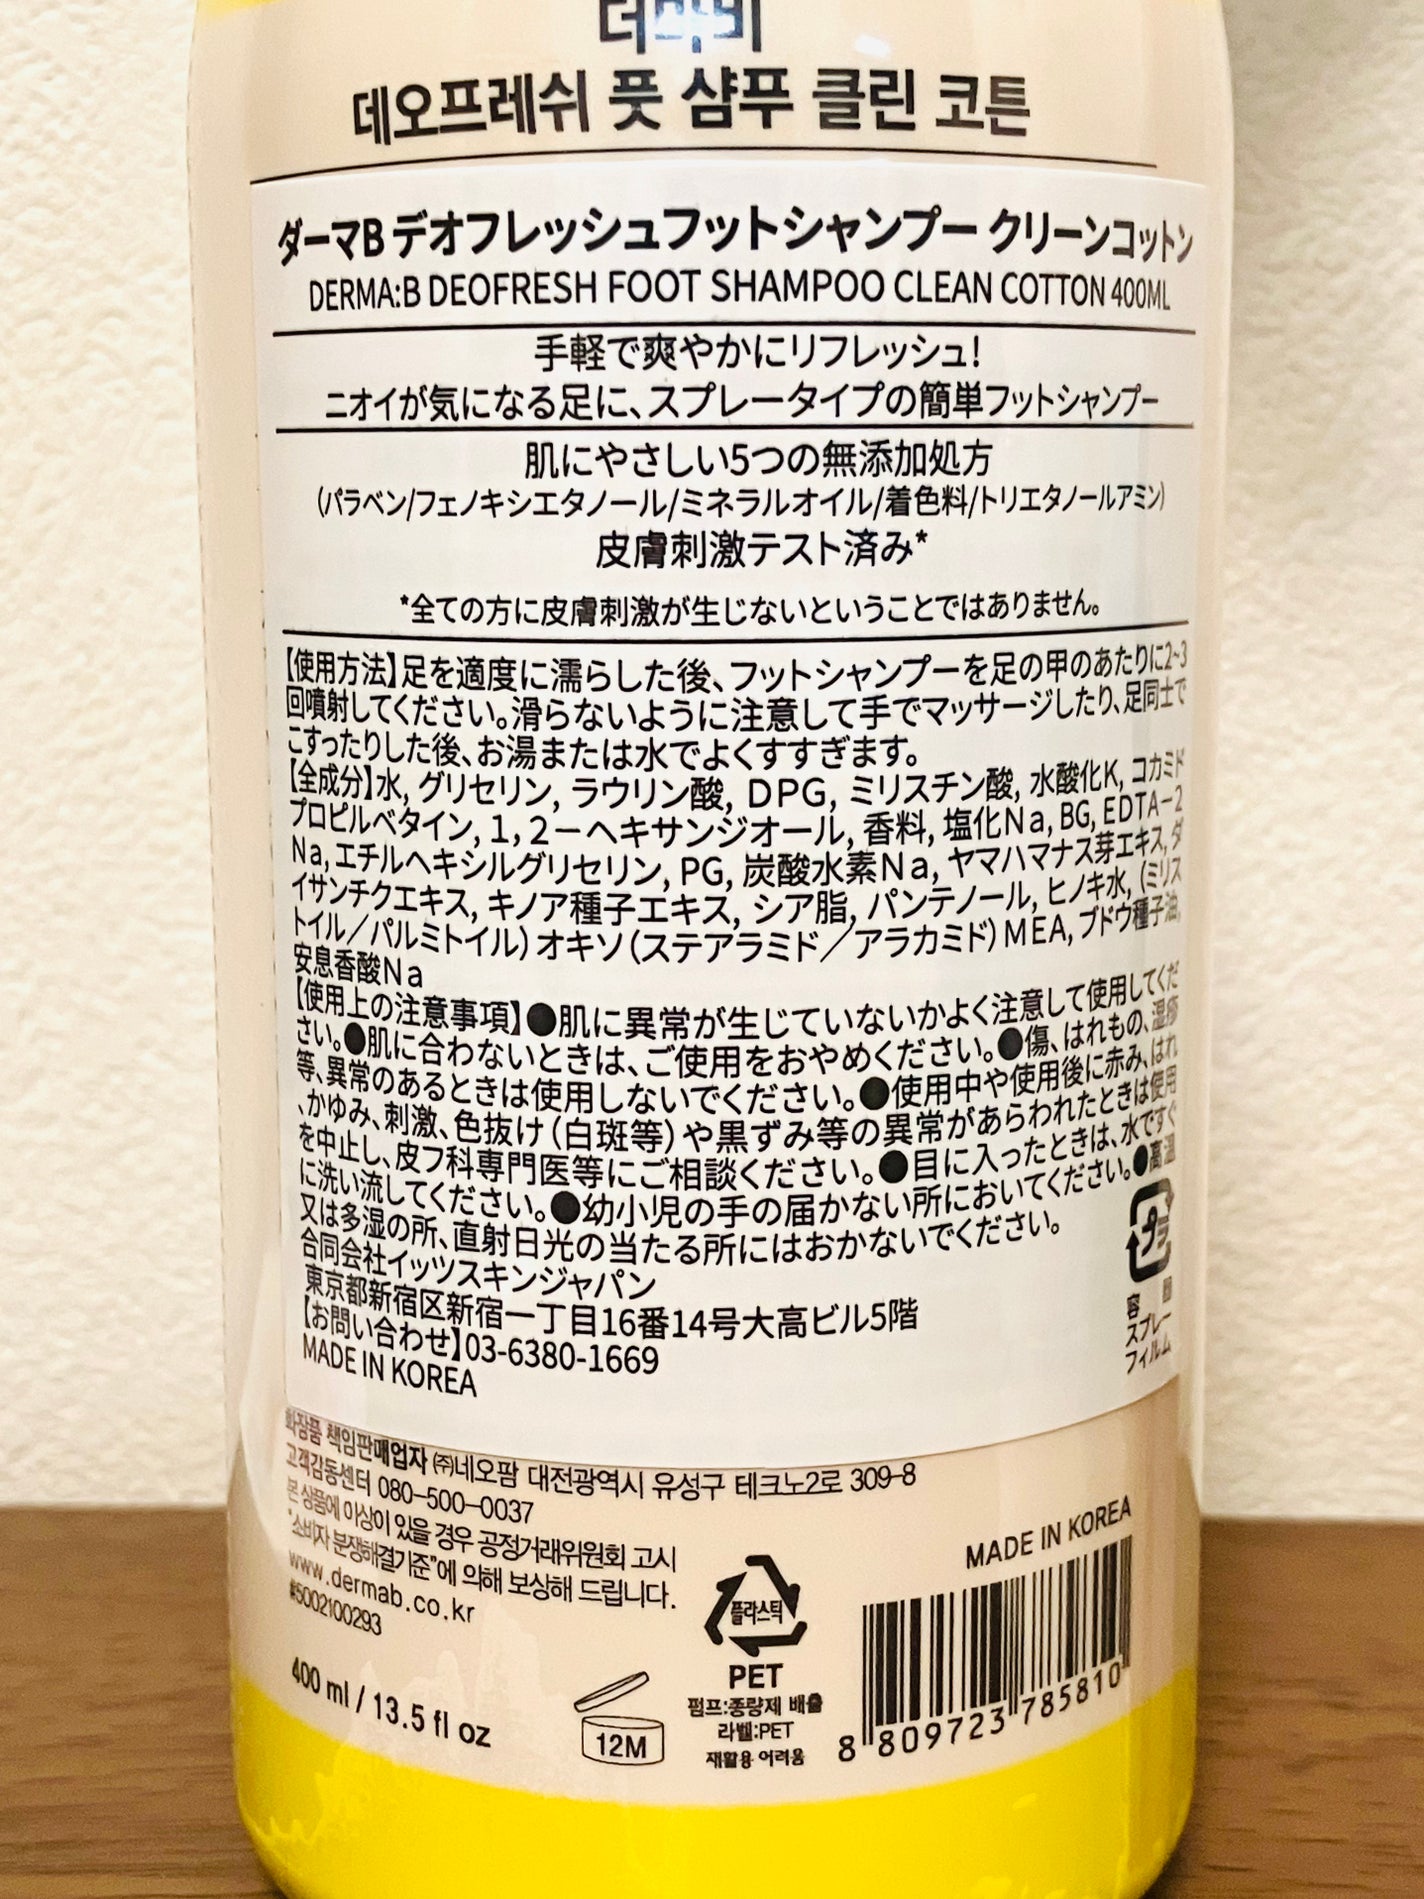 더마비
데오프레쉬 풋 샴푸 클린 코튼
ダーマB デオフレッシュフットシャンプー クリーンコットン
DERMA:B DEOFRESH FOOT SHAMPOO CLEAN COTTON 400ML
手軽で爽やかにリフレッシュ!
ニオイが気になる足に、スプレータイプの簡単フットシャンプー
肌にやさしい5つの無添加処方
(パラベン/フェノキシエタノール/ミネラルオイル/着色料/トリエタノールアミン)
皮膚刺激テスト済み*
*全ての方に皮膚刺激が生じないということではありません。
【使用方法】足を適度に濡らした後、フットシャンプーを足の甲のあたりに2~3
回噴射してください。滑らないように注意して手でマッサージしたり、足同士で
こすったりした後、お湯または水でよくすすぎます。
【全成分】水, グリセリン, ラウリン酸, DPG, ミリスチン酸, 水酸化K, コカミド
プロピルベタイン, 1, 2－ヘキサンジオール, 香料, 塩化Na, BG, EDTA－2
Na, エチルヘキシルグリセリン, PG, 炭酸水素Na, ヤマハマナス芽エキス, ダ
イサンチクエキス, キノア種子エキス, シア脂, パンテノール, ヒノキ水, (ミリス
トイル／パルミトイル) オキソ (ステアラミド／アラカミド) MEA, ブドウ種子油,
安息香酸Na
【使用上の注意事項】●肌に異常が生じていないかよく注意して使用してくだ
さい。●肌に合わないときは、ご使用をおやめください。●傷、はれもの、湿疹
等、異常のあるときは使用しないでください。●使用中や使用後に赤み、はれ
、かゆみ、刺激、色抜け (白斑等) や黒ずみ等の異常があらわれたときは使用
を中止し、皮フ科専門医等にご相談ください。●目に入ったときは、水ですぐ
に洗い流してください。●幼小児の手の届かない所においてください。●高温
又は多湿の所、直射日光の当たる所にはおかないでください。
合同会社イッツスキンジャパン
東京都新宿区新宿一丁目16番14号大高ビル5階
【お問い合わせ】03-6380-1669
MADE IN KOREA
プラ
容器
スプレー
フィルム
화장품 책임판매업자 ㈜네오팜 대전광역시 유성구 테크노2로 309-8
고객감동센터 080-500-0037
본 상품에 이상이 있을 경우 공정거래위원회 고시
"소비자 분쟁해결기준"에 의해 보상해 드립니다.
www.dermab.co.kr
#5002100293
400 ml / 13.5 fl oz
12M
플라스틱
PET
펌프:종량제 배출
라벨:PET
재활용 어려움
MADE IN KOREA
8 809723 785810